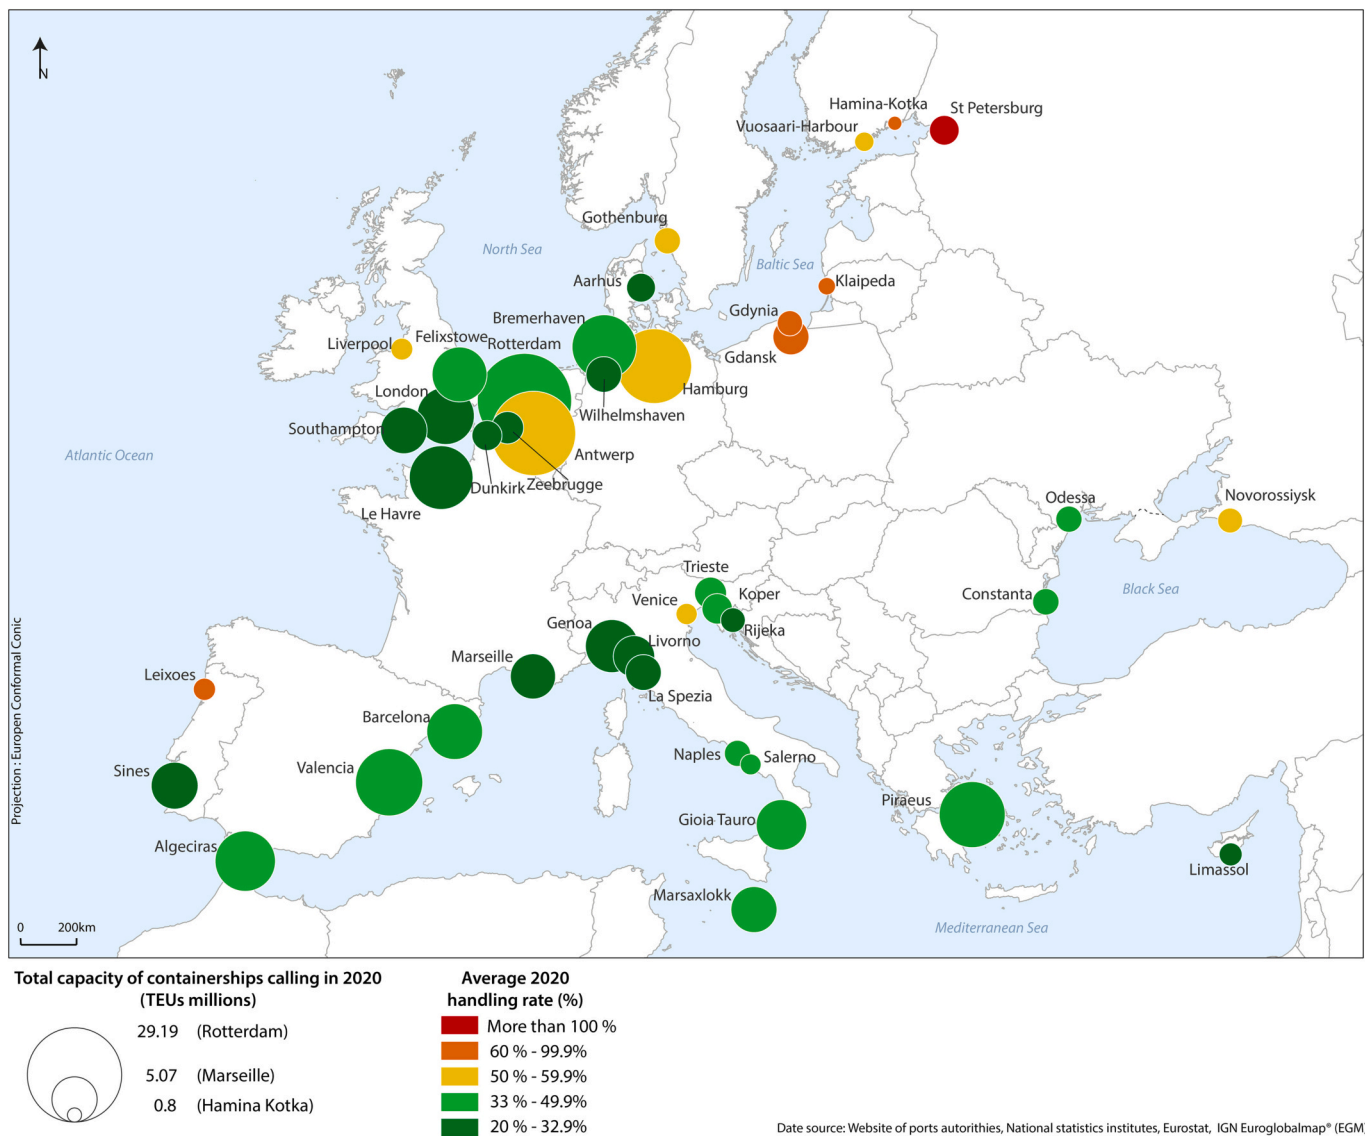 N
Hamina-Kotka
St Petersburg
Vuosaari-Harbour
Gothenburg
North Sea
Baltic Sea
Aarhus
Klaipeda
Gdynia
Bremerhaven
Felixstowe
Rotterdam
Liverpool
Gdansk
Hamburg
London
Wilhelmshaven
Southampton
Atlantic Ocean
Antwerp
Dunkirk
Zeebrugge
Le Havre
Odessa
Novorossiysk
Trieste
Black Sea
Koper
Constanta
Venice
Genoa
Rijeka
Livorno
Marseille
Leixoes
La Spezia
Barcelona
Naples
Salerno
Sines
Valencia
Piraeus
Gioia Tauro
Algeciras
Limassol
Marsaxlokk
Mediterranean Sea
0 200km
Projection : Europen Conformal Conic
Total capacity of containerships calling in 2020
(TEUs millions)
29.19 (Rotterdam)
5.07 (Marseille)
0.8 (Hamina Kotka)
Average 2020
handling rate (%)
More than 100 %
60 % - 99.9%
50 % - 59.9%
33 % - 49.9%
20 % - 32.9%
Date source: Website of ports autorithies, National statistics institutes, Eurostat, IGN Euroglobalmap® (EGM